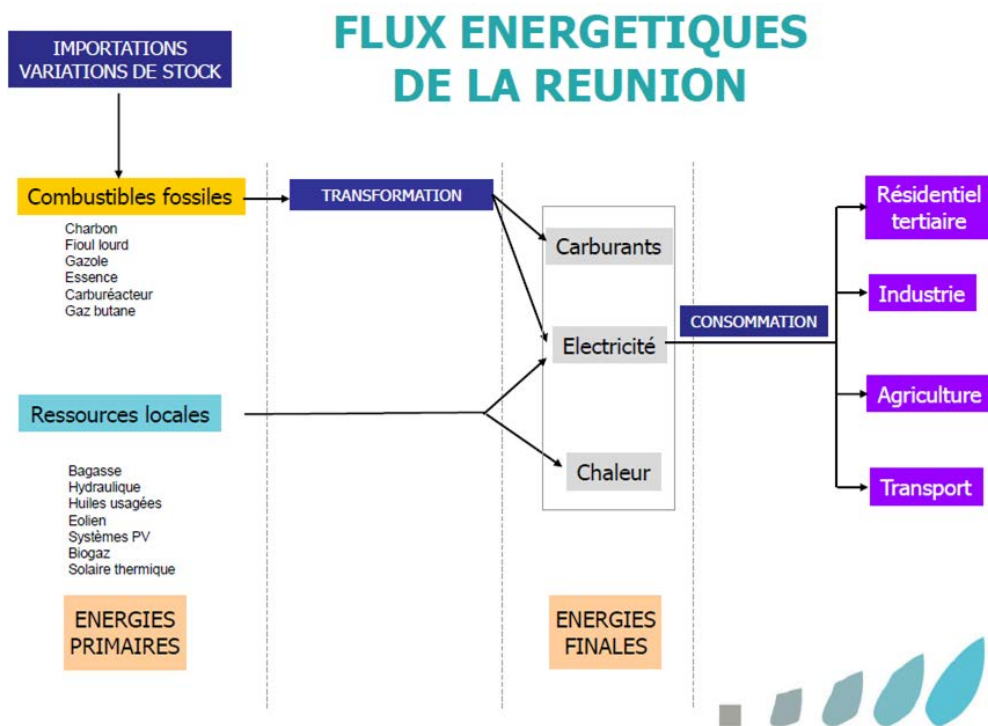 FLUX ENERGETIQUES
DE LA REUNION
IMPORTATIONS
VARIATIONS DE STOCK
Combustibles fossiles
Charbon
Fioul lourd
Gazole
Essence
Carburéacteur
Gaz butane
TRANSFORMATION
Carburants
Electricité
Chaleur
CONSOMMATION
Résidentiel
tertiaire
Industrie
Agriculture
Transport
Ressources locales
Bagasse
Hydraulique
Huiles usagées
Eolien
Systèmes PV
Biogaz
Solaire thermique
ENERGIES
PRIMAIRES
ENERGIES
FINALES